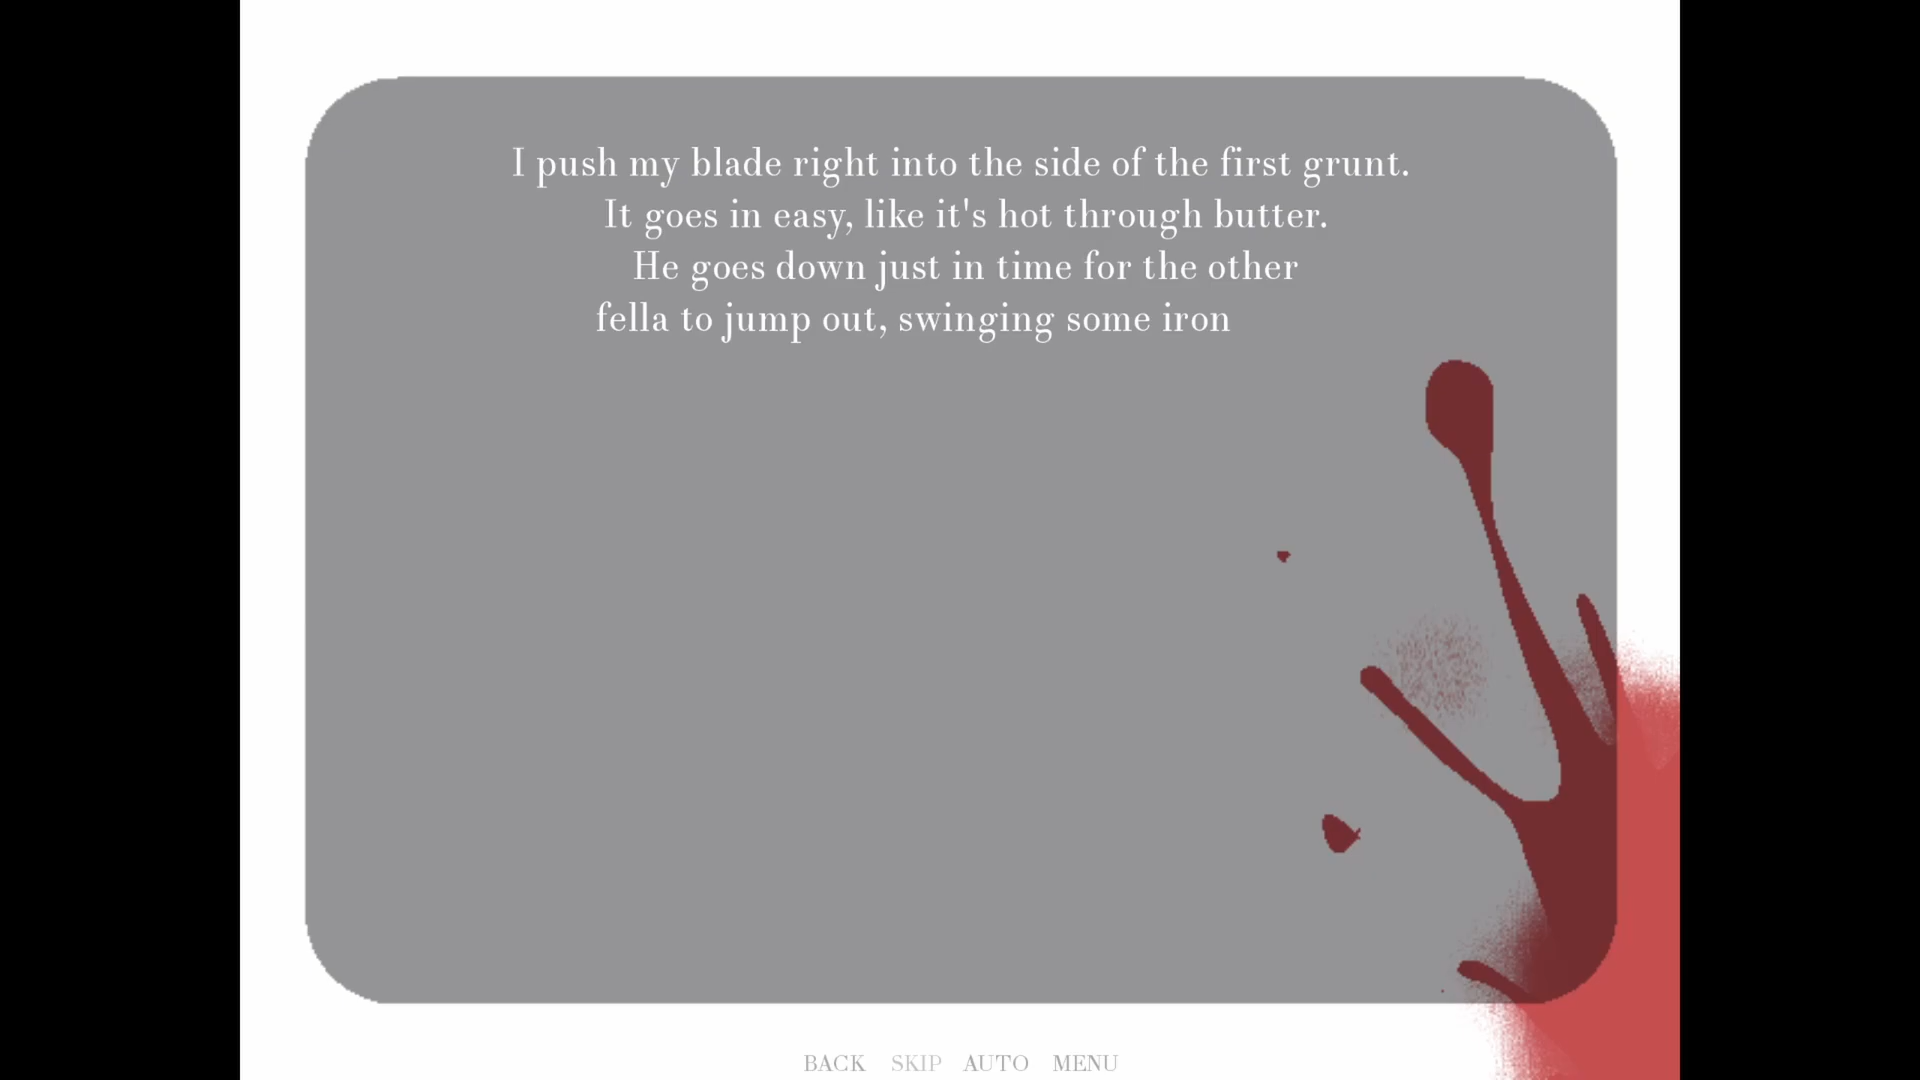 I push my blade right into the side of the first grunt.
It goes in easy, like it's hot through butter.
He goes down just in time for the other
fella to jump out, swinging some iron
BACK SKIP AUTO MENU